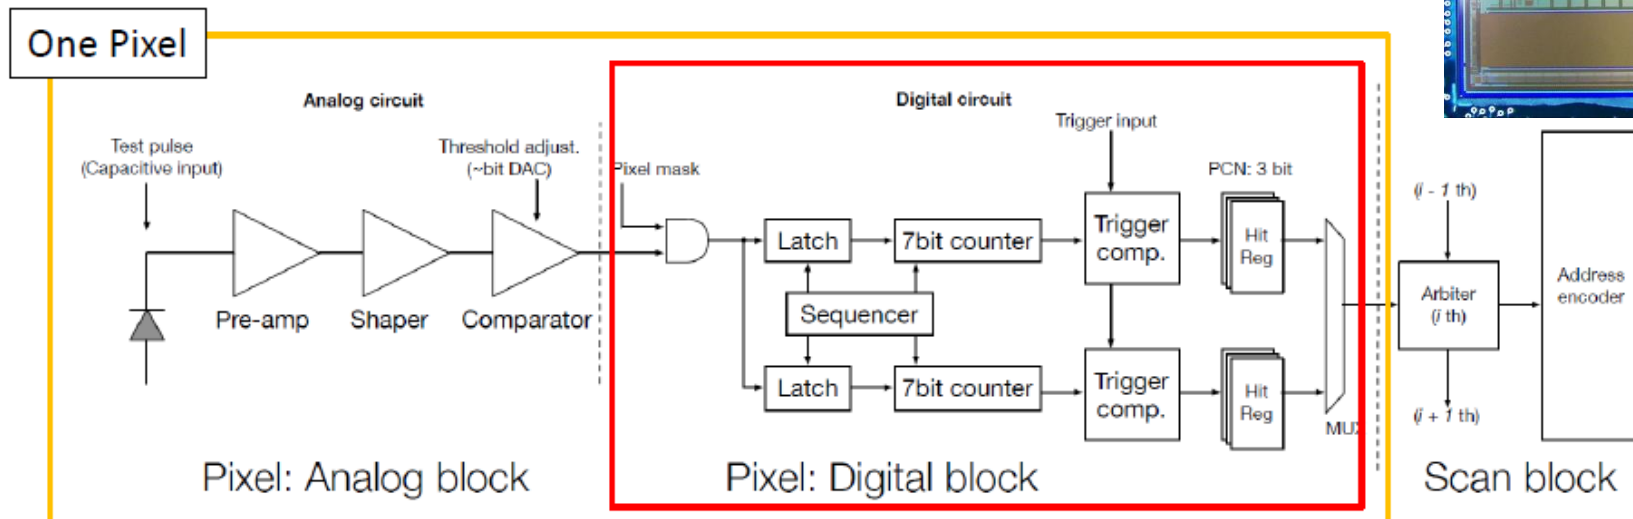 One Pixel
Analog circuit
Digital circuit
Test pulse
(Capacitive input)
Threshold adjust.
(~bit DAC)
Pixel mask
Trigger input
PCN: 3 bit
(i - 1 th)
Latch
7bit counter
Trigger
comp.
Hit
Reg
Pre-amp
Shaper
Comparator
Sequencer
Arbiter
(i th)
Address
encoder
Latch
7bit counter
Trigger
comp.
Hit
Reg
MUX
(i + 1 th)
Pixel: Analog block
Pixel: Digital block
Scan block